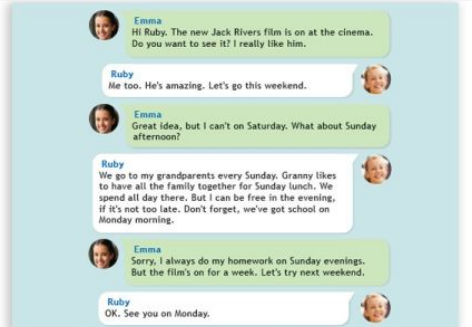 Emma
Hi Ruby. The new Jack Rivers film is on at the cinema.
Do you want to see it? I really like him.
Ruby
Me too. He's amazing. Let's go this weekend.
Emma
Great idea, but I can't on Saturday. What about Sunday
afternoon?
Ruby
We go to my grandparents every Sunday. Granny likes
to have all the family together for Sunday lunch. We
spend all day there. But I can be free in the evening,
if it's not too late. Don't forget, we've got school on
Monday morning.
Emma
Sorry, I always do my homework on Sunday evenings.
But the film's on for a week. Let's try next weekend.
Ruby
OK. See you on Monday.